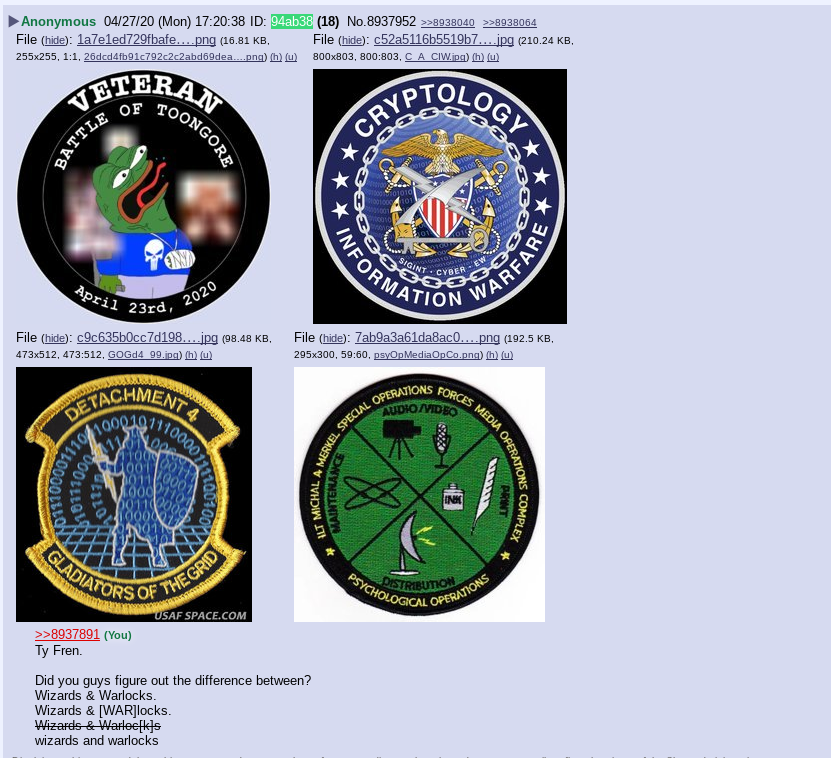 Anonymous 04/27/20 (Mon) 17:20:38 ID: 94ab38 (18) No.8937952 >>8938040 >>8938064
File (hide): 1a7e1ed729fbafe….png (16.81 KB, 255x255, 1:1, 26dcd4fb91c792c2c2abd69dea….png) (h) (u)
VETERAN
BATTLE OF TOONGORE
April 23rd, 2020
File (hide): c52a5116b5519b7….jpg (210.24 KB, 800x803, 800:803, C_A_CIW.jpg) (h) (u)
CRYPTOLOGY
SIGINT · CYBER · EW
INFORMATION WARFARE
File (hide): c9c635b0cc7d198….jpg (98.48 KB, 473x512, 473:512, GOGd4_99.jpg) (h) (u)
DETACHMENT 4
GLADIATORS OF THE GRID
USAF SPACE.COM
File (hide): 7ab9a3a61da8ac0….png (192.5 KB, 295x300, 59:60, psyOpMediaOpCo.png) (h) (u)
1LT MICHAL A MERKEL SPECIAL OPERATIONS FORCES MEDIA OPERATIONS COMPLEX
AUDIO/VIDEO
MAINTENANCE
INK
PRINT
DISTRIBUTION
PSYCHOLOGICAL OPERATIONS
>>8937891 (You)
Ty Fren.
Did you guys figure out the difference between?
Wizards & Warlocks.
Wizards & [WAR]locks.
Wizards & Warloc[k]s
wizards and warlocks